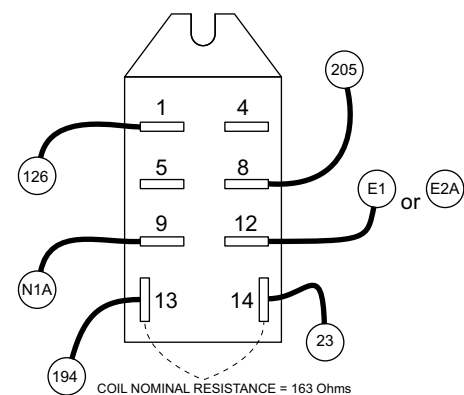 205
1 4
126
5 8
E1 or E2A
9 12
N1A
13 14
23
194
COIL NOMINAL RESISTANCE = 163 Ohms